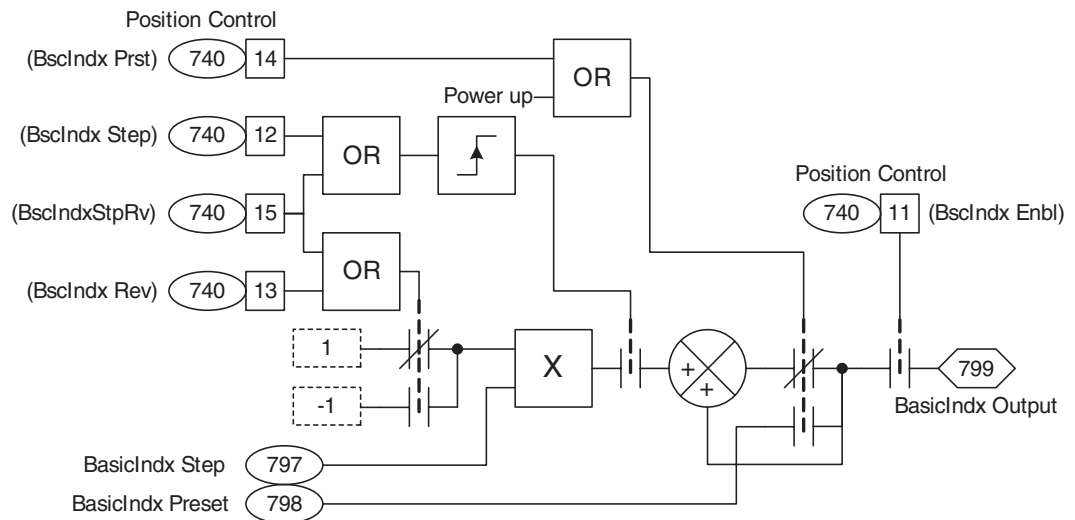 Position Control
(BscIndx Prst) 740 14
OR
Power up
(BscIndx Step) 740 12
OR
Position Control
(BscIndxStpRv) 740 15
740 11 (BscIndx Enbl)
OR
(BscIndx Rev) 740 13
1
X
+
+
799
-1
BasicIndx Output
BasicIndx Step 797
BasicIndx Preset 798